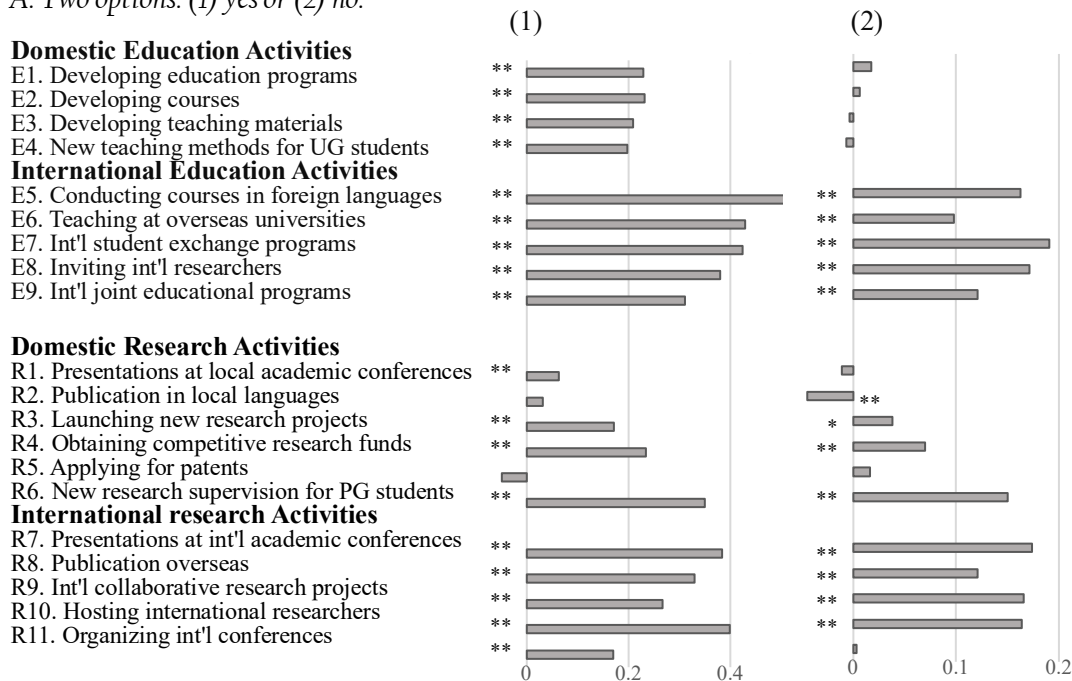 A. Two options: (1) yes or (2) no.
(1) (2)
Domestic Education Activities
E1. Developing education programs **
E2. Developing courses **
E3. Developing teaching materials **
E4. New teaching methods for UG students **
International Education Activities
E5. Conducting courses in foreign languages ** **
E6. Teaching at overseas universities ** **
E7. Int'l student exchange programs ** **
E8. Inviting int'l researchers ** **
E9. Int'l joint educational programs ** **
Domestic Research Activities
R1. Presentations at local academic conferences **
R2. Publication in local languages **
R3. Launching new research projects ** *
R4. Obtaining competitive research funds ** **
R5. Applying for patents
R6. New research supervision for PG students ** **
International research Activities
R7. Presentations at int'l academic conferences ** **
R8. Publication overseas ** **
R9. Int'l collaborative research projects ** **
R10. Hosting international researchers ** **
R11. Organizing int'l conferences **
0 0.2 0.4 0 0.1 0.2